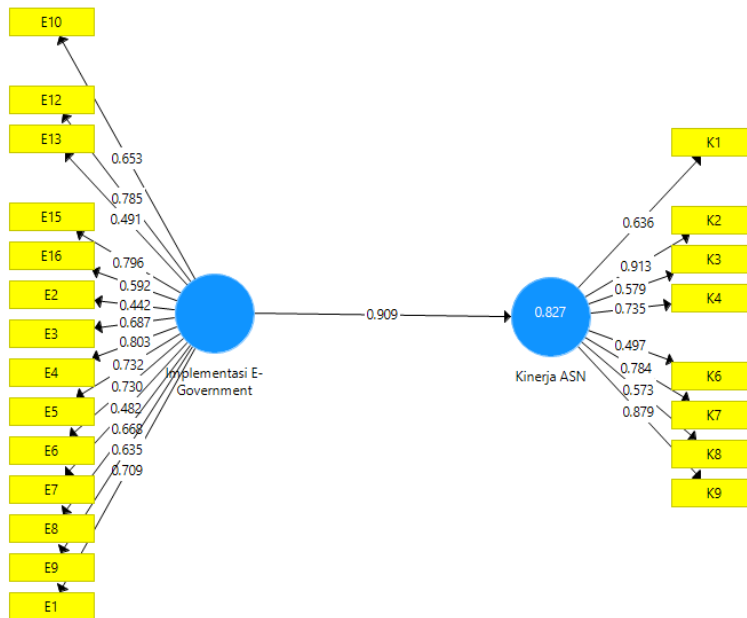 E10
E12
E13
E15
E16
E2
E3
E4
E5
E6
E7
E8
E9
E1
0.653
0.785
0.491
0.796
0.592
0.442
0.687
0.803
0.732
0.730
0.482
0.668
0.635
0.709
Implementasi E-
Government
0.909
0.827
Kinerja ASN
0.636
0.913
0.579
0.735
0.497
0.784
0.573
0.879
K1
K2
K3
K4
K6
K7
K8
K9